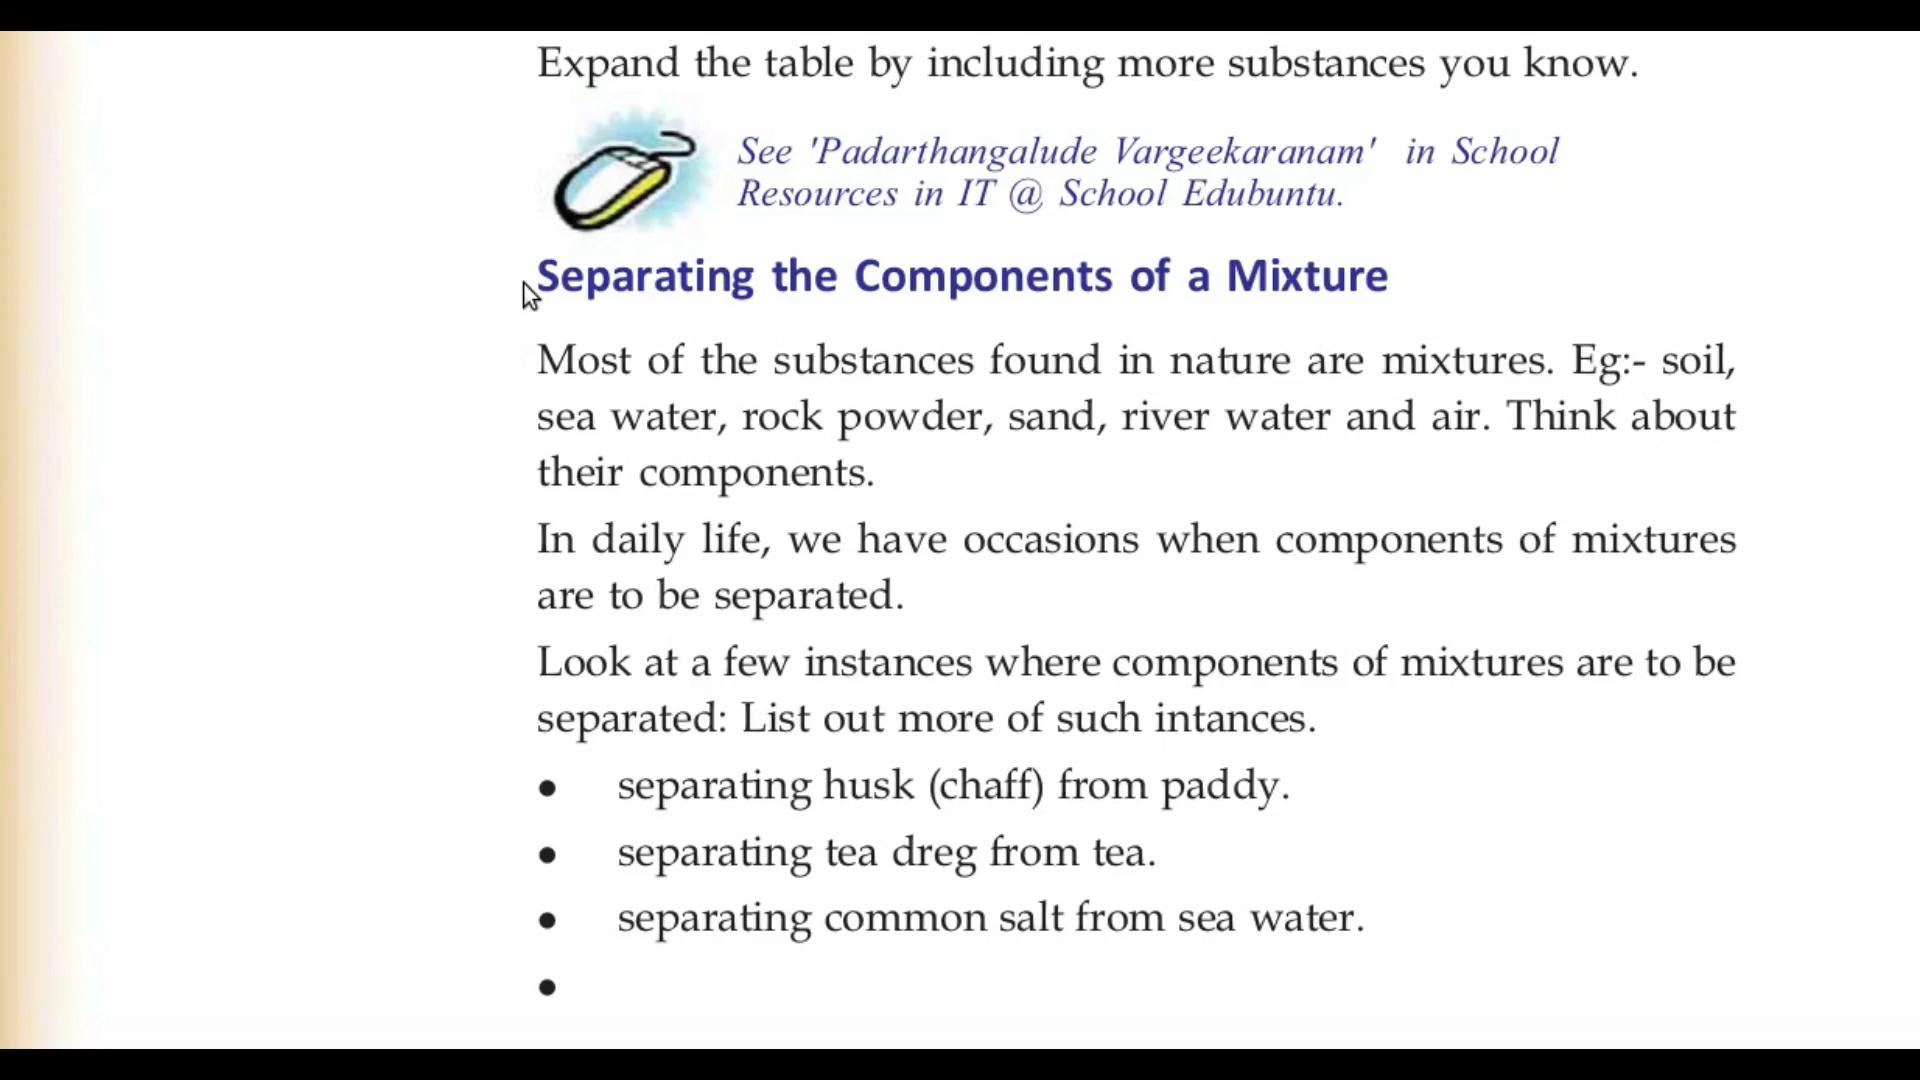 Expand the table by including more substances you know.
See 'Padarthangalude Vargeekaranam' in School
Resources in IT @ School Edubuntu.
Separating the Components of a Mixture
Most of the substances found in nature are mixtures. Eg:- soil,
sea water, rock powder, sand, river water and air. Think about
their components.
In daily life, we have occasions when components of mixtures
are to be separated.
Look at a few instances where components of mixtures are to be
separated: List out more of such intances.
● separating husk (chaff) from paddy.
● separating tea dreg from tea.
● separating common salt from sea water.
●